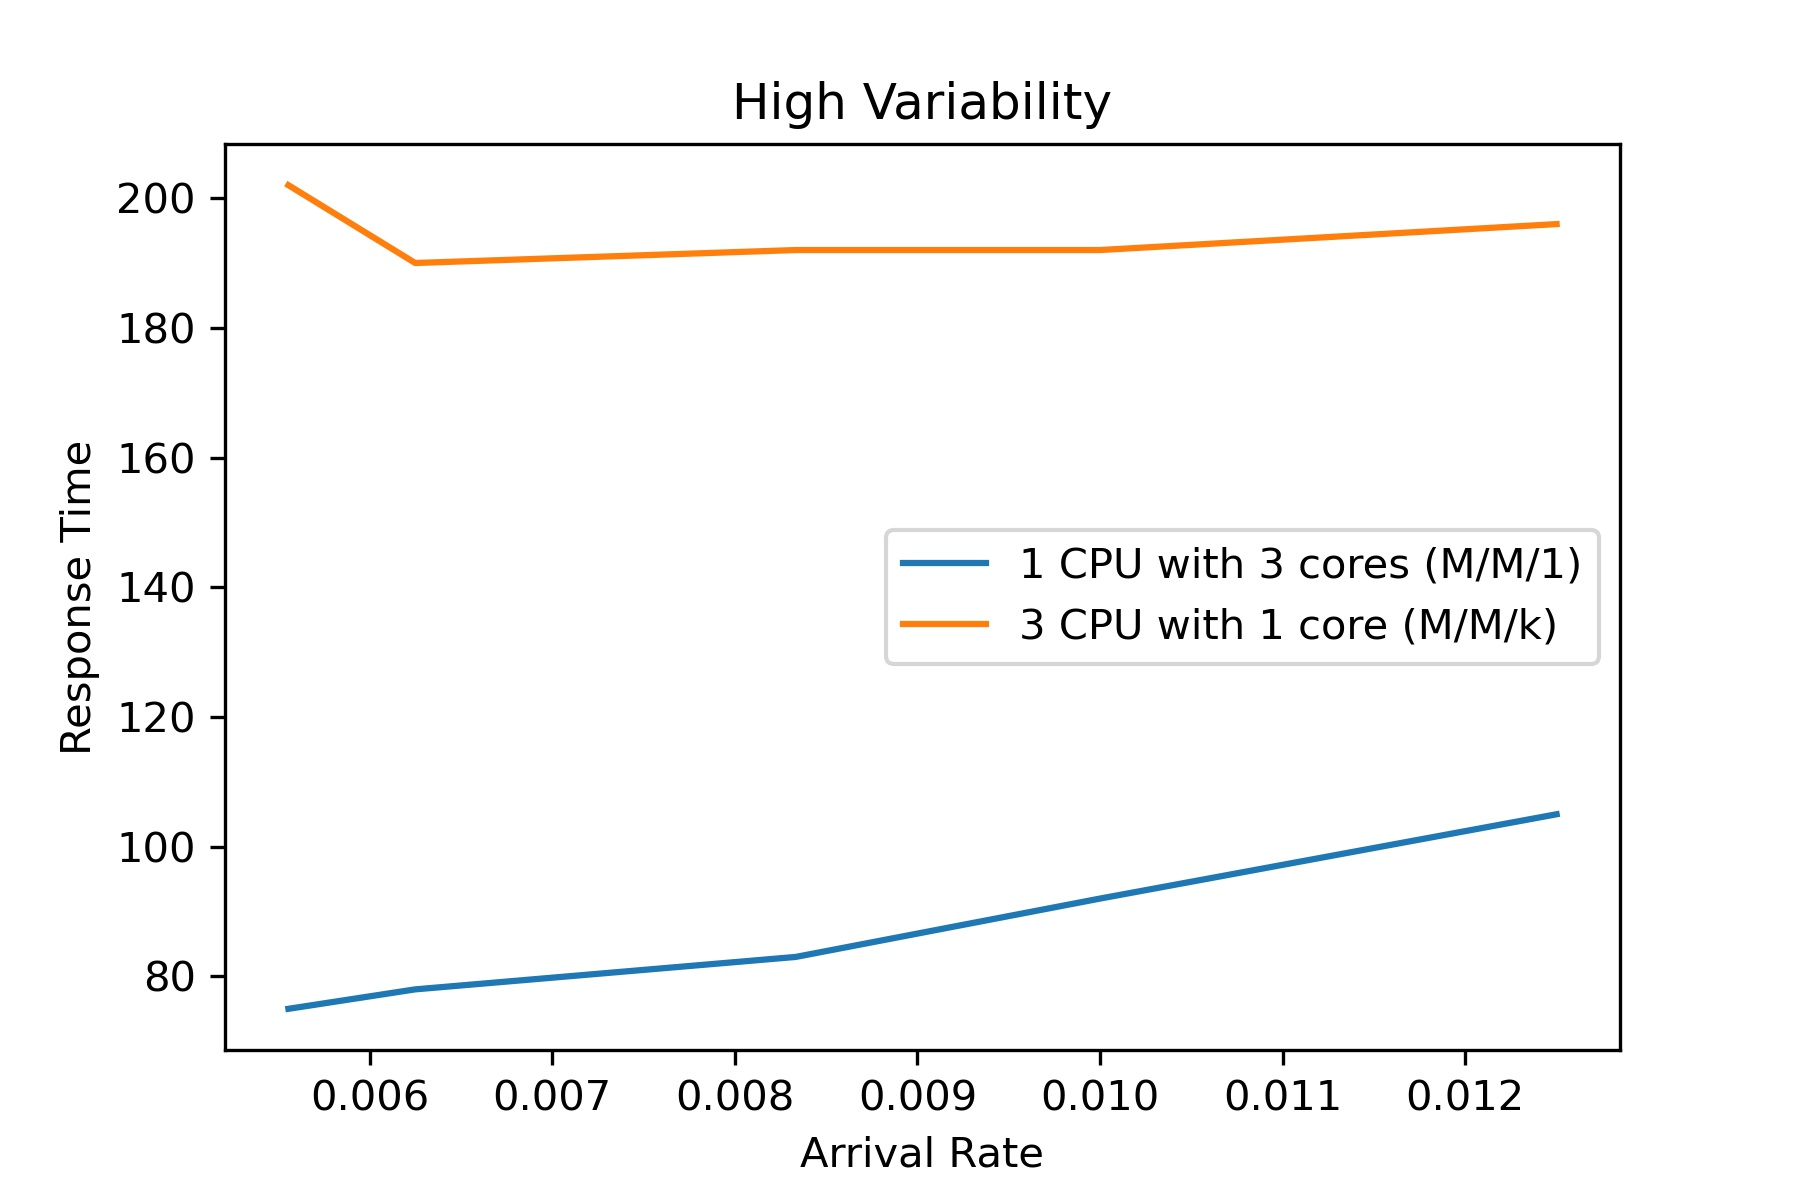 High Variability
200
180
160
140
120
100
80
Response Time
1 CPU with 3 cores (M/M/1)
3 CPU with 1 core (M/M/k)
0.006 0.007 0.008 0.009 0.010 0.011 0.012
Arrival Rate